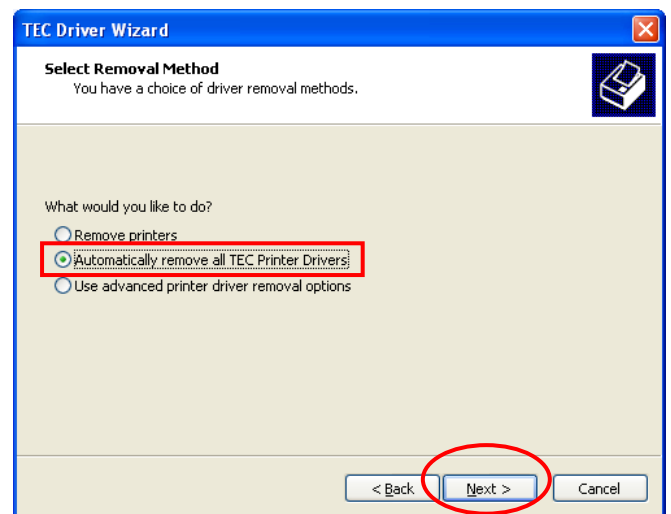 TEC Driver Wizard
Select Removal Method
You have a choice of driver removal methods.
What would you like to do?
Remove printers
Automatically remove all TEC Printer Drivers
Use advanced printer driver removal options
< Back Next > Cancel